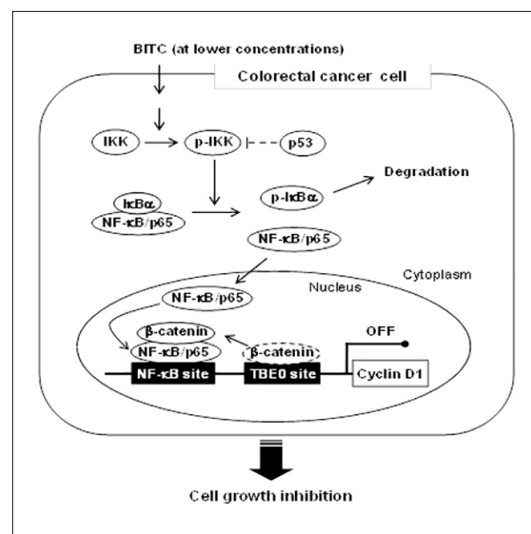 BITC (at lower concentrations)
Colorectal cancer cell
IKK
p-IKK
p53
IκBα
NF-κB/p65
p-IκBα
Degradation
NF-κB/p65
Cytoplasm
Nucleus
NF-κB/p65
OFF
β-catenin
NF-κB/p65
β-catenin
NF-κB site
TBE0 site
Cyclin D1
Cell growth inhibition